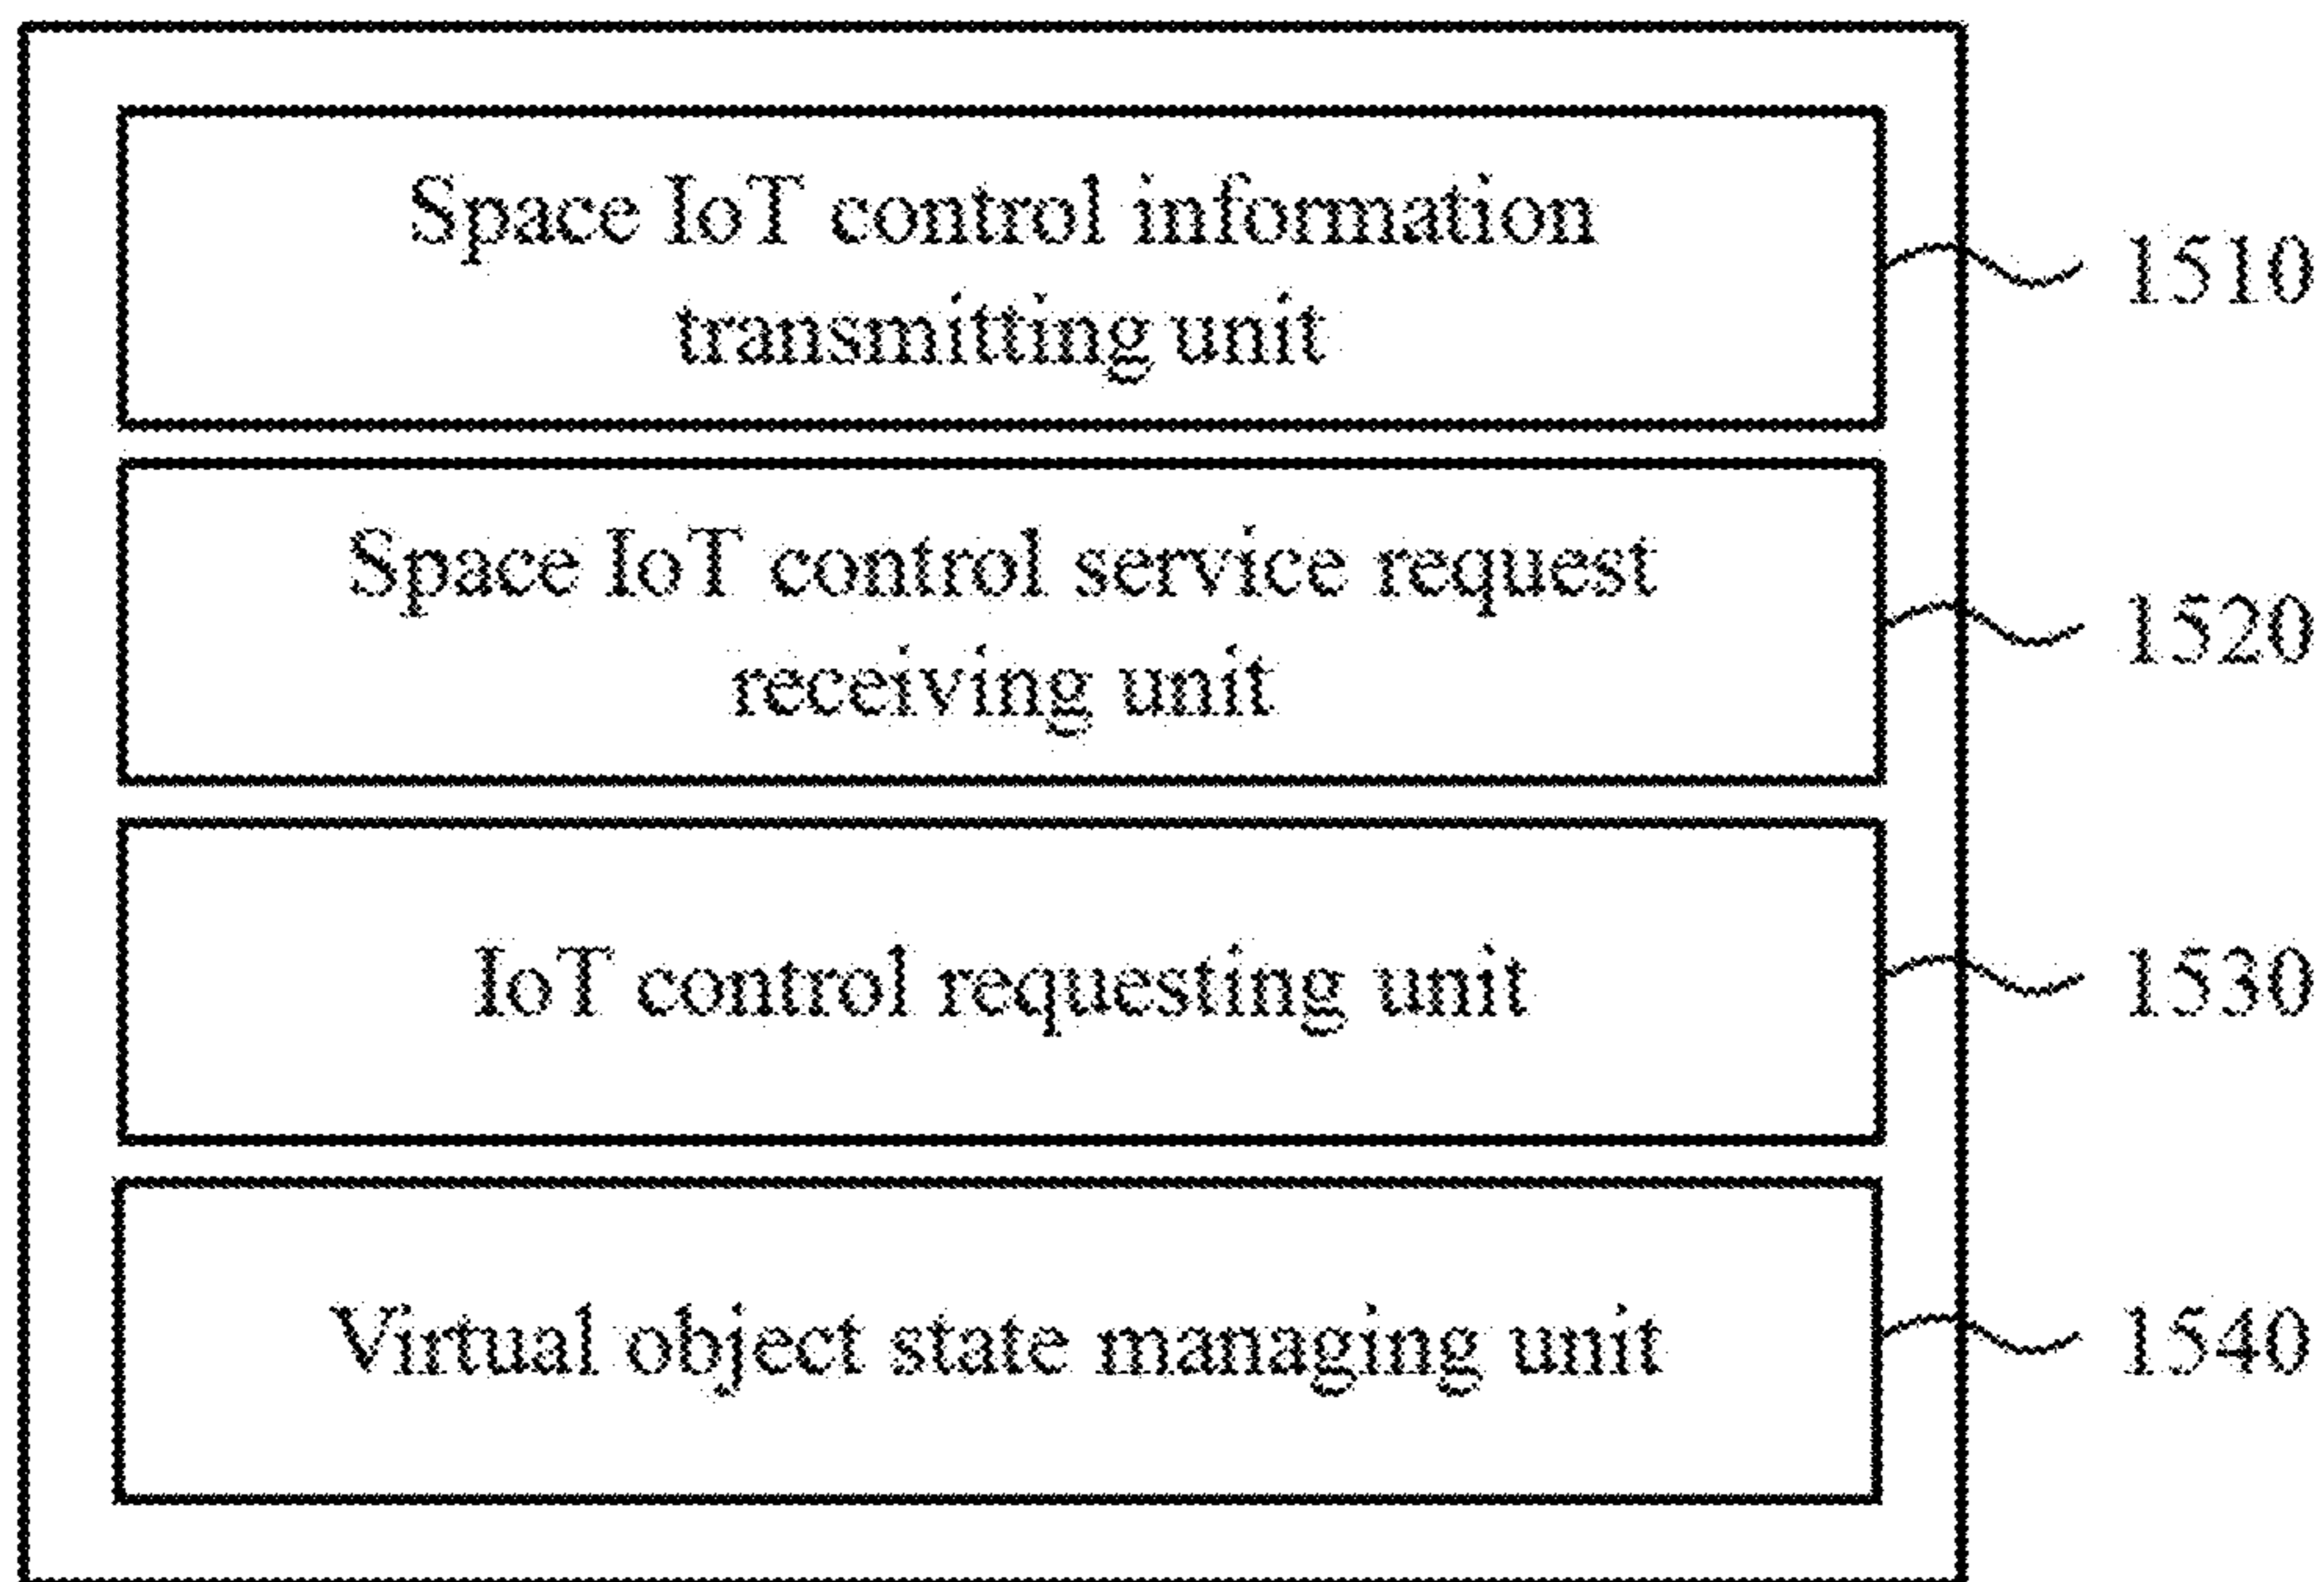 Space IoT control information
transmitting unit
1510
Space IoT control service request
receiving unit
1520
IoT control requesting unit
1530
Virtual object state managing unit
1540